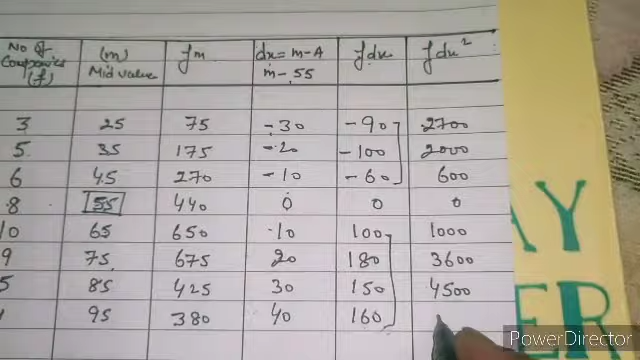 No of (m) fm dx = m-A fdx fdx²
Companies Mid value m-55
(f)
3 25 75 -30 -90 2700
5 35 175 -20 -100 2000
6 45 270 -10 -60 600
8 55 440 0 0 0
10 65 650 10 100 1000
9 75 675 20 180 3600
5 85 425 30 150 4500
95 380 40 160
AY
ER
PowerDirector